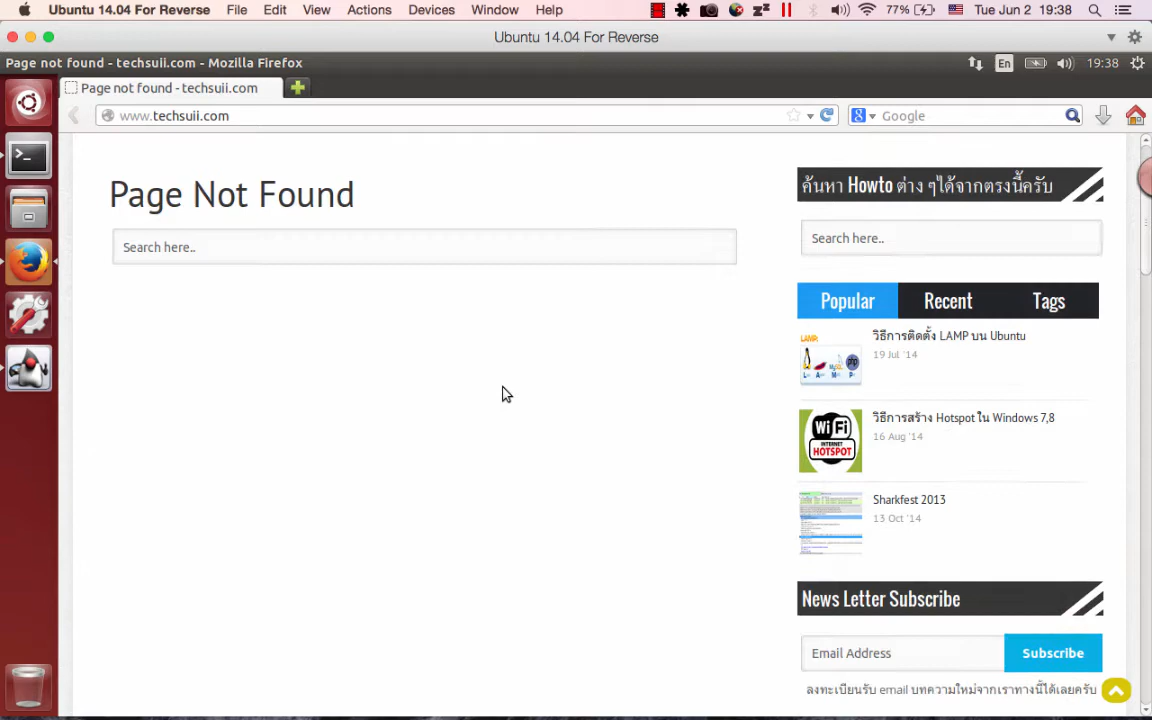 Ubuntu 14.04 For Reverse File Edit View Actions Devices Window Help 77% Tue Jun 2 19:38
Ubuntu 14.04 For Reverse
Page not found - techsuii.com - Mozilla Firefox En 19:38
Page not found - techsuii.com
www.techsuii.com Google
Page Not Found
Search here..
ค้นหา Howto ต่าง ๆได้จากตรงนี้ครับ
Search here..
Popular Recent Tags
LAMP:
วิธีการติดตั้ง LAMP บน Ubuntu
19 Jul '14
WiFi
INTERNET
HOTSPOT
วิธีการสร้าง Hotspot ใน Windows 7,8
16 Aug '14
Sharkfest 2013
13 Oct '14
News Letter Subscribe
Email Address Subscribe
ลงทะเบียนรับ email บทความใหม่จากเราทางนี้ได้เลยครับ